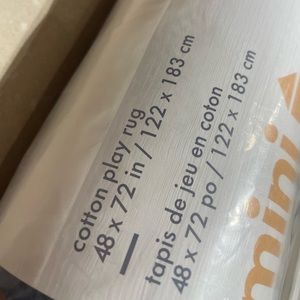 cotton play rug
48 x 72 in / 122 x 183 cm
tapis de jeu en coton
48 x 72 po / 122 x 183 cm
mini